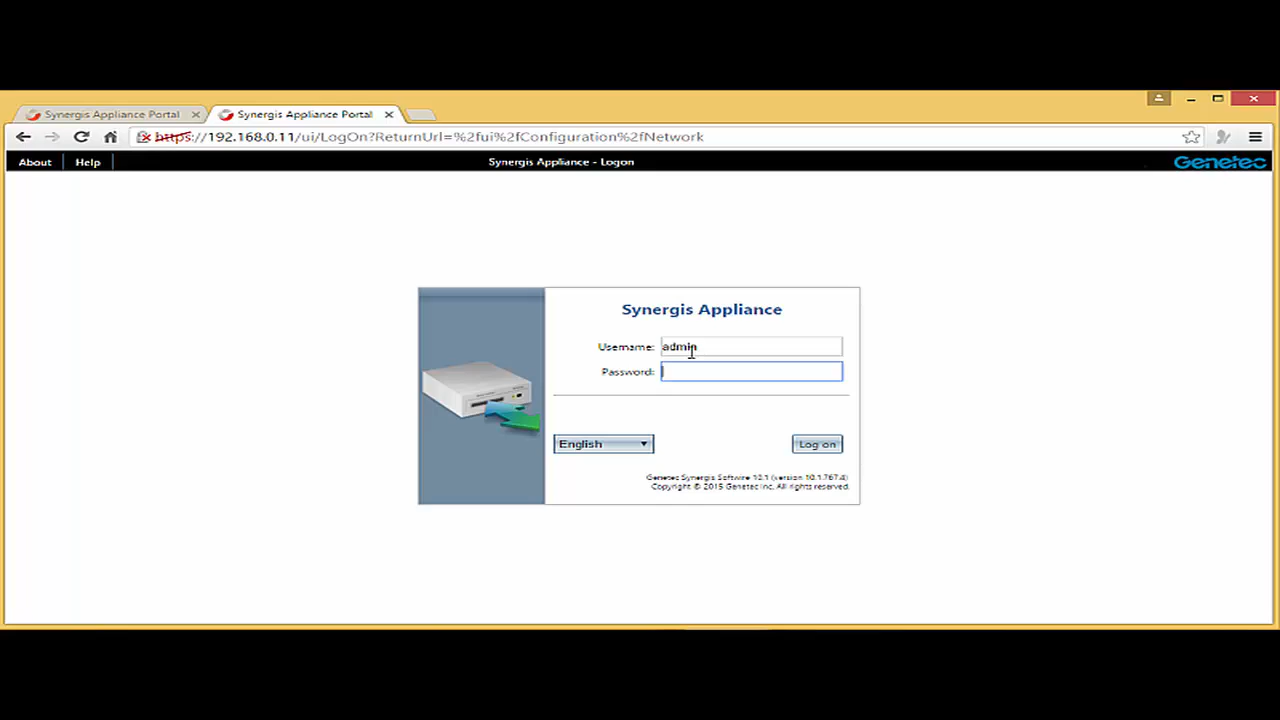 Synergis Appliance Portal
Synergis Appliance Portal
https://192.168.0.11/ui/LogOn?ReturnUrl=%2fui%2fConfiguration%2fNetwork
About Help Synergis Appliance - Logon Genetec
Synergis Appliance
Username: admin
Password:
English Log on
Genetec Synergis Softwire 10.1 (version 10.1.767.4)
Copyright © 2015 Genetec Inc. All rights reserved.